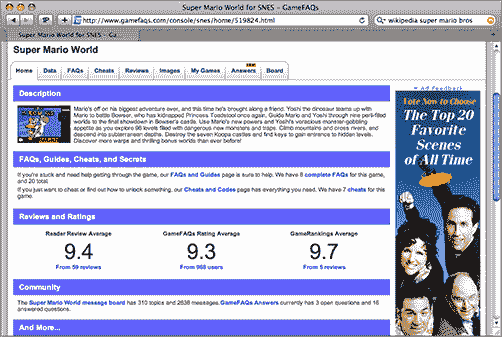 Super Mario World for SNES - GameFAQs
http://www.gamefaqs.com/console/snes/home/519824.html
wikipedia super mario bros
Super Mario World for SNES - Ga...
Super Mario World
Home Data FAQs Cheats Reviews Images My Games Answers Board
Ad Feedback
Description
Mario's off on his biggest adventure ever, and this time he's brought along a friend. Yoshi the dinosaur teams up with
Mario to battle Bowser, who has kidnapped Princess Toadstool once again. Guide Mario and Yoshi through nine peril-filled
worlds to the final showdown in Bowser's castle. Use Mario's new powers and Yoshi's voracious monster-gobbling
appetite as you explore 96 levels filled with dangerous new monsters and traps. Climb mountains and cross rivers, and
descend into subterranean depths. Destroy the seven Koopa castles and find keys to gain entrance to hidden levels.
Discover more warps and thrilling bonus worlds than ever before!
FAQs, Guides, Cheats, and Secrets
If you're stuck and need help getting through the game, our FAQs and Guides page is sure to help. We have 8 complete FAQs for this game,
and 20 total
If you just want to cheat or find out how to unlock something, our Cheats and Codes page has everything you need. We have 7 cheats for this
game.
Reviews and Ratings
Reader Review Average GameFAQs Rating Average GameRankings Average
9.4 9.3 9.7
From 59 reviews From 968 users From 5 reviews
Community
The Super Mario World message board has 310 topics and 2638 messages.GameFAQs Answers currently has 3 open questions and 16
answered questions.
And More...
Vote Now to Choose
The Top 20
Favorite
Scenes
of All Time